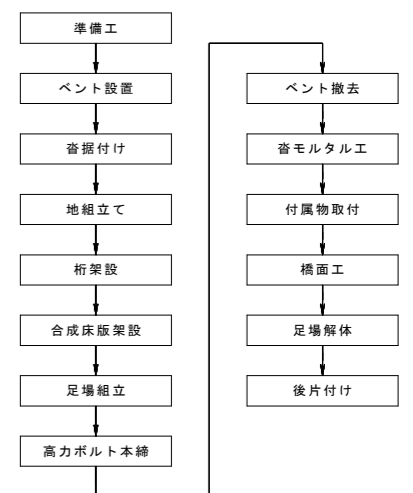 準備工
ベント設置
沓据付け
地組立て
桁架設
合成床版架設
足場組立
高力ボルト本締
ベント撤去
沓モルタル工
付属物取付
橋面工
足場解体
後片付け